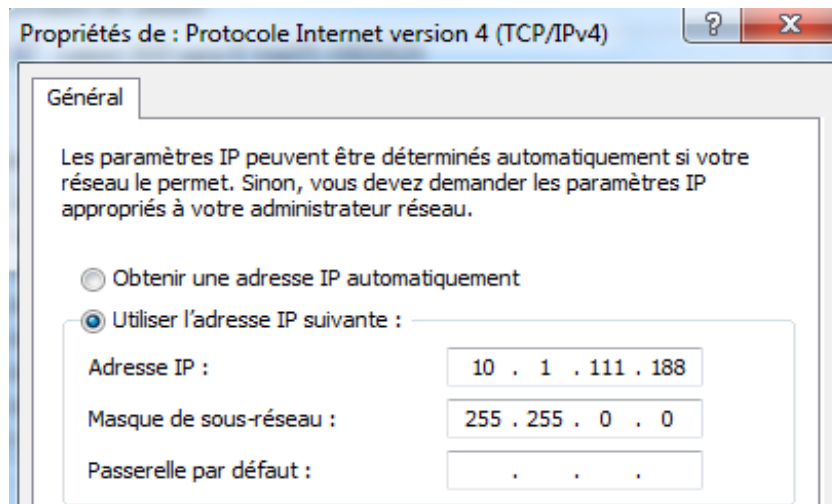 Propriétés de : Protocole Internet version 4 (TCP/IPv4)
Général
Les paramètres IP peuvent être déterminés automatiquement si votre
réseau le permet. Sinon, vous devez demander les paramètres IP
appropriés à votre administrateur réseau.
Obtenir une adresse IP automatiquement
Utiliser l'adresse IP suivante :
Adresse IP : 10 . 1 . 111 . 188
Masque de sous-réseau : 255 . 255 . 0 . 0
Passerelle par défaut : . . .